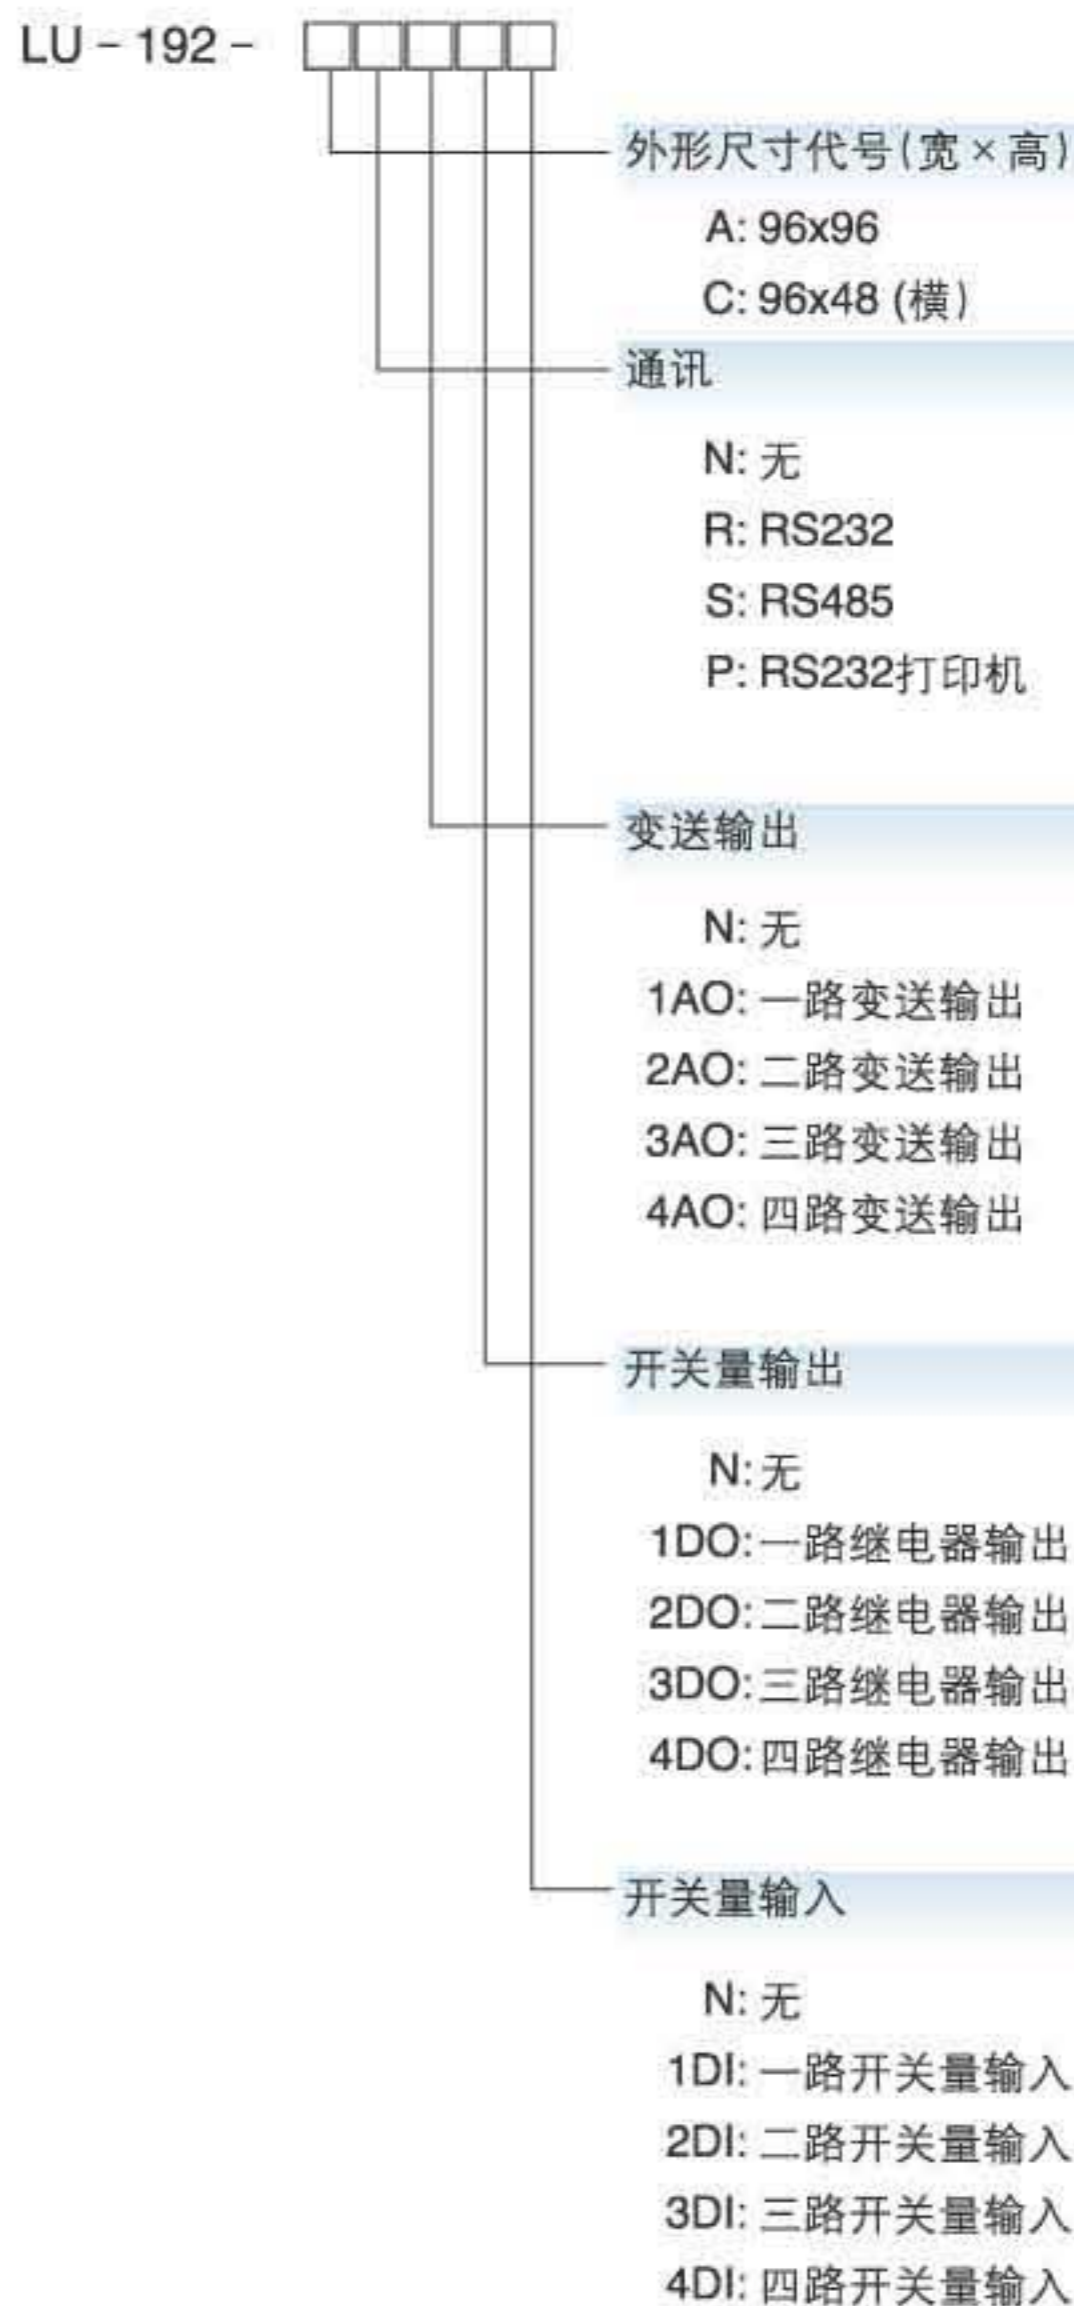 LU-192-
外形尺寸代号(宽×高)
A: 96x96
C: 96x48 (横)
通讯
N: 无
R: RS232
S: RS485
P: RS232打印机
变送输出
N: 无
1AO: 一路变送输出
2AO: 二路变送输出
3AO: 三路变送输出
4AO: 四路变送输出
开关量输出
N: 无
1DO: 一路继电器输出
2DO: 二路继电器输出
3DO: 三路继电器输出
4DO: 四路继电器输出
开关量输入
N: 无
1DI: 一路开关量输入
2DI: 二路开关量输入
3DI: 三路开关量输入
4DI: 四路开关量输入